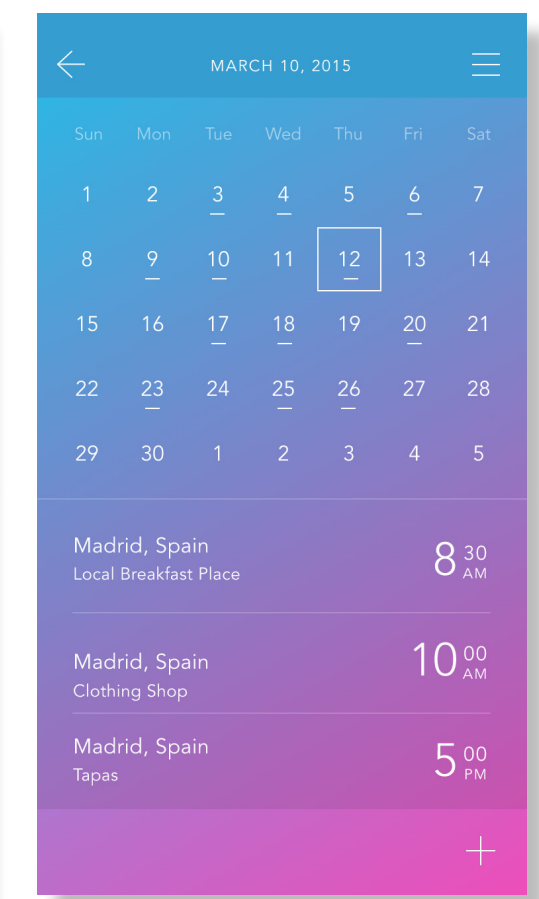 MARCH 10, 2015
Sun Mon Tue Wed Thu Fri Sat
1 2 3 4 5 6 7
8 9 10 11 12 13 14
15 16 17 18 19 20 21
22 23 24 25 26 27 28
29 30 1 2 3 4 5
Madrid, Spain
Local Breakfast Place
8 30 AM
Madrid, Spain
Clothing Shop
10 00 AM
Madrid, Spain
Tapas
5 00 PM